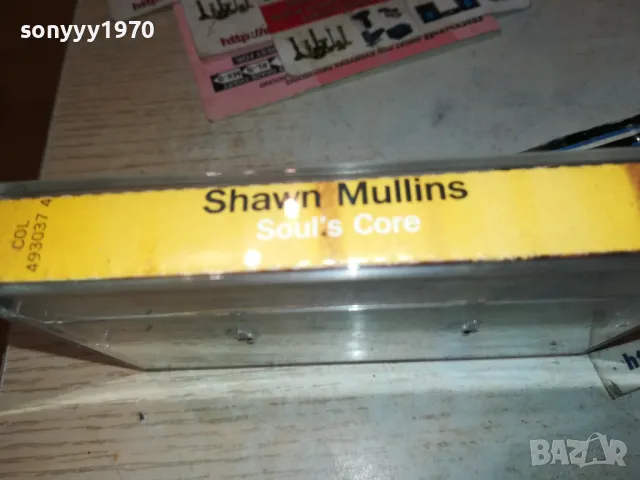 sonyyy1970
http://
Shawn Mullins
Soul's Core
COL
493037 4
BAZAR